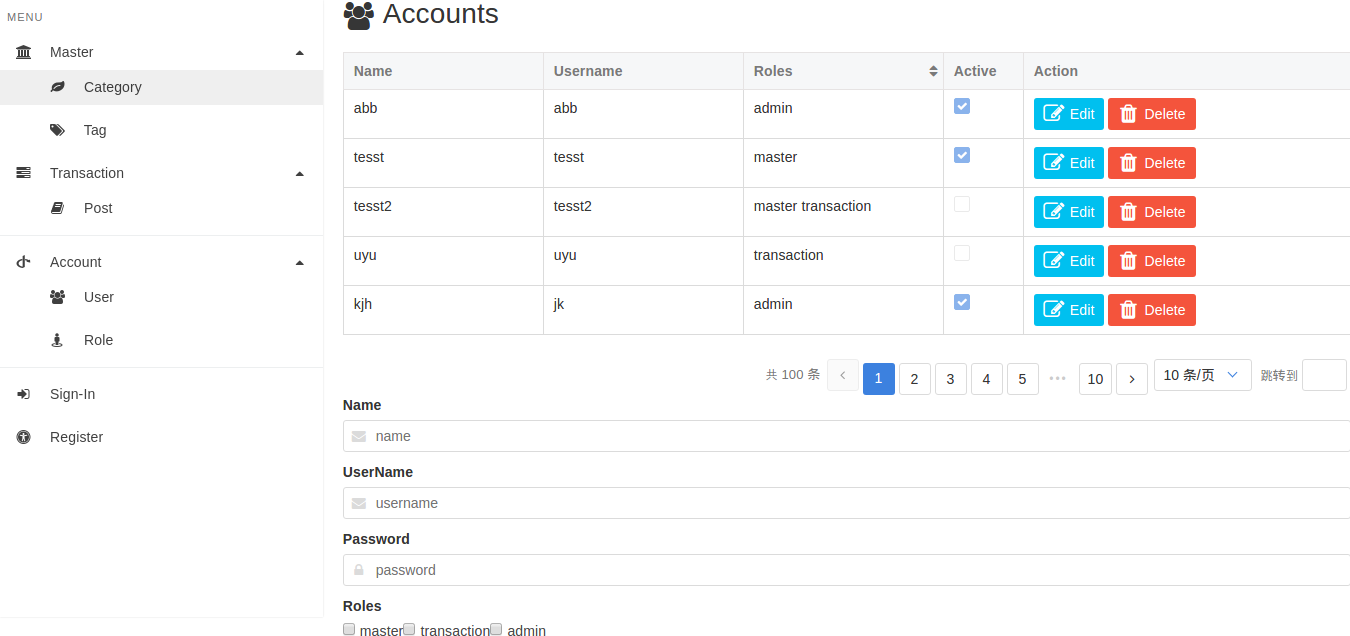 MENU
Master
Category
Tag
Transaction
Post
Account
User
Role
Sign-In
Register
Accounts
Name Username Roles Active Action
abb abb admin Edit Delete
tesst tesst master Edit Delete
tesst2 tesst2 master transaction Edit Delete
uyu uyu transaction Edit Delete
kjh jk admin Edit Delete
共 100 条 1 2 3 4 5 ••• 10 10 条/页 跳转到
Name
name
UserName
username
Password
password
Roles
master transaction admin